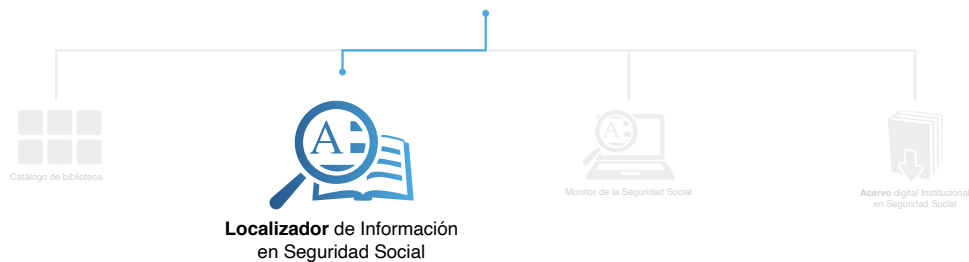 Catálogo de biblioteca
Localizador de Información
en Seguridad Social
Monitor de la Seguridad Social
Acervo digital Institucional
en Seguridad Social